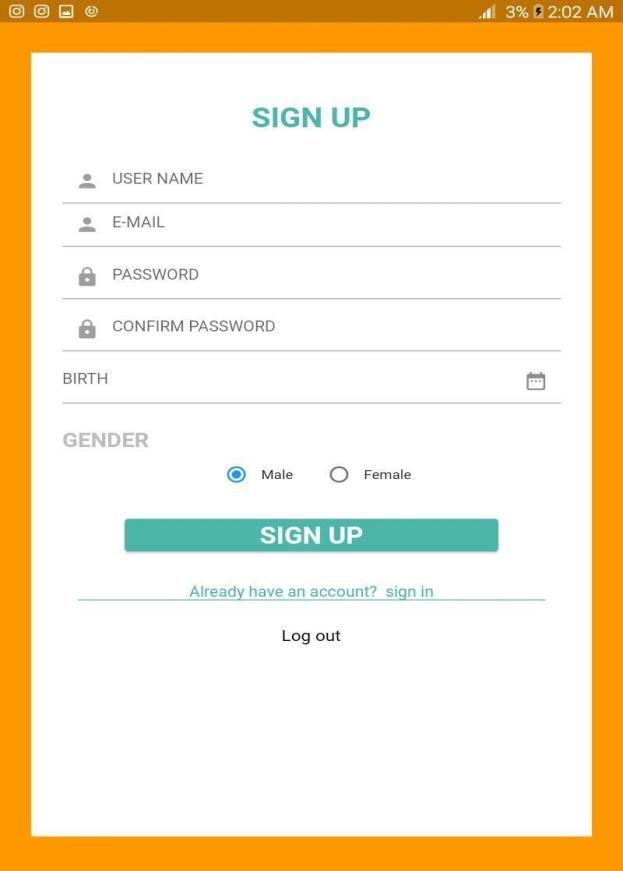 3% 2:02 AM
SIGN UP
USER NAME
E-MAIL
PASSWORD
CONFIRM PASSWORD
BIRTH
GENDER
Male Female
SIGN UP
Already have an account? sign in
Log out